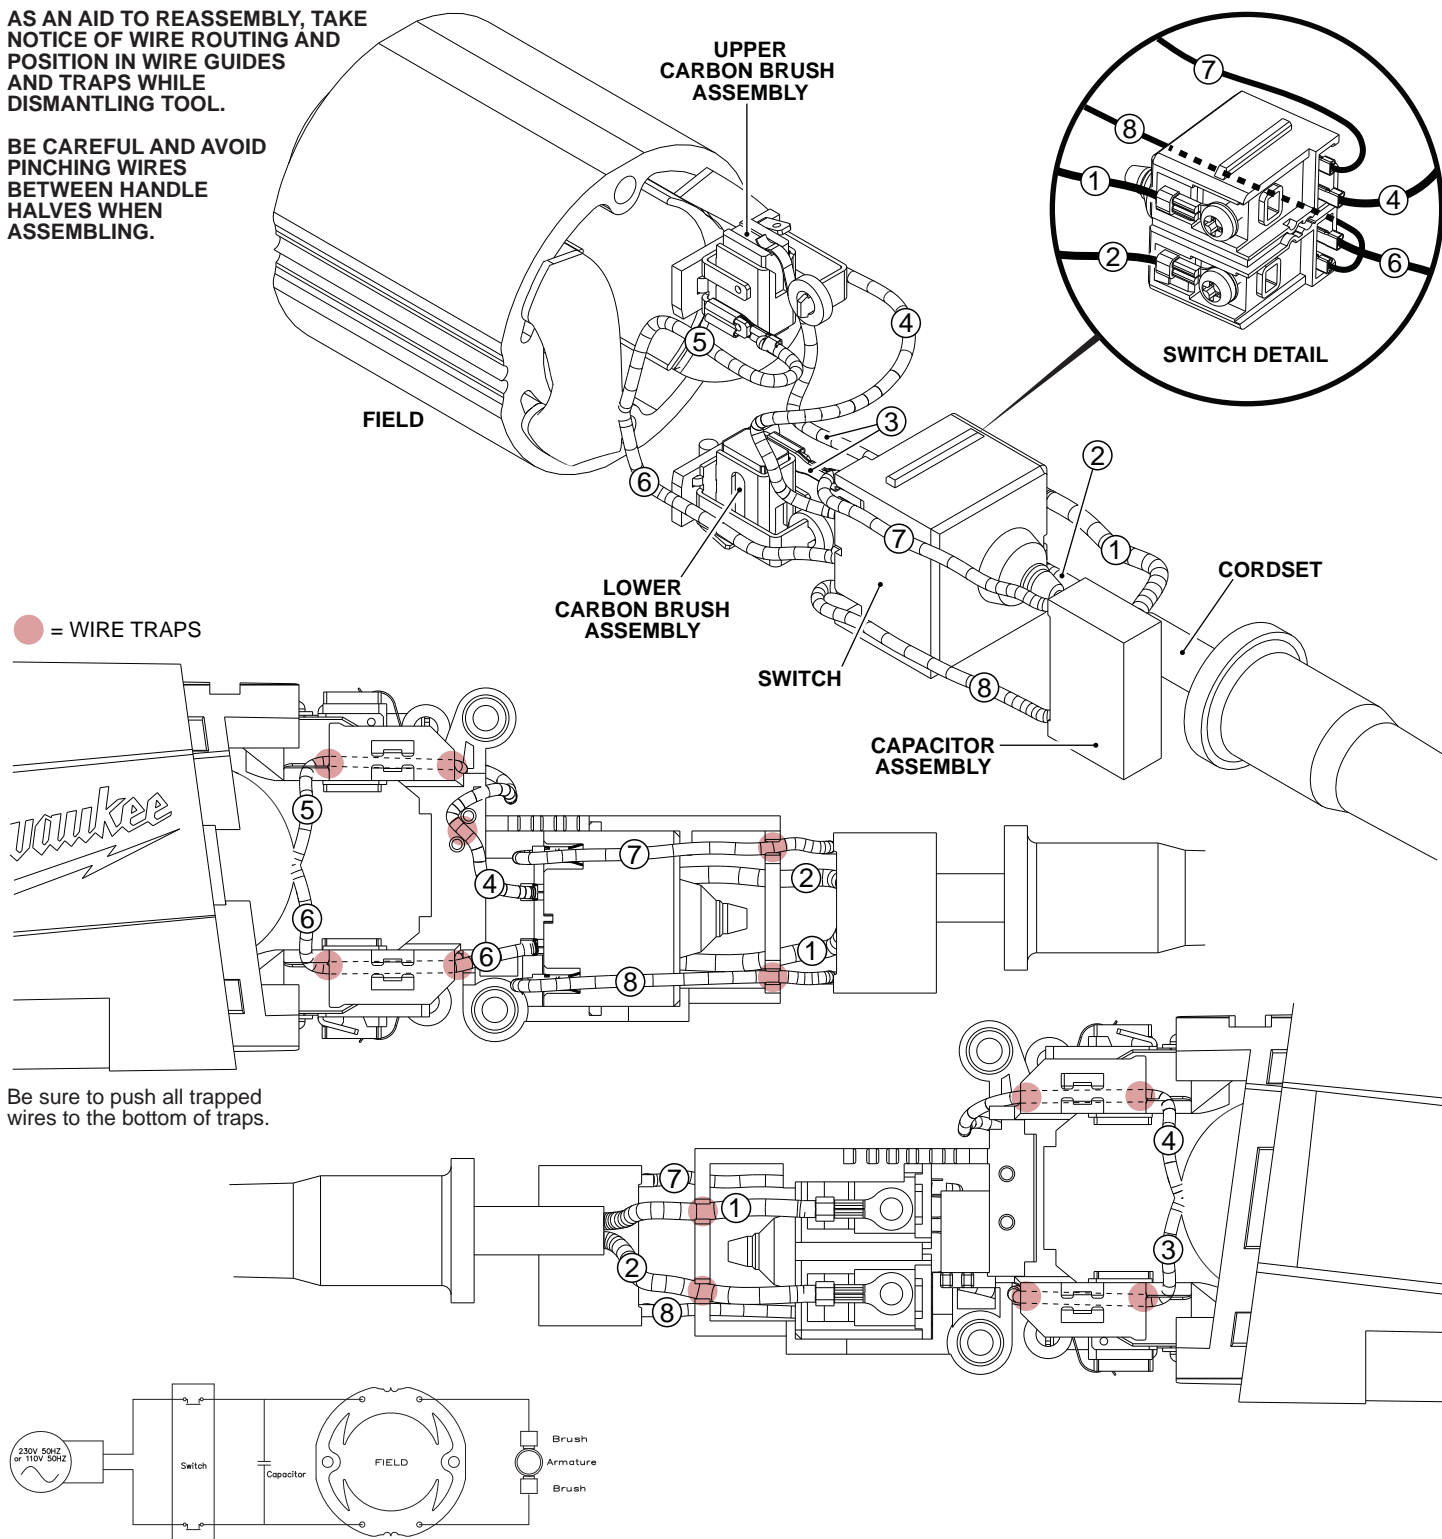 AS AN AID TO REASSEMBLY, TAKE
NOTICE OF WIRE ROUTING AND
POSITION IN WIRE GUIDES
AND TRAPS WHILE
DISMANTLING TOOL.
BE CAREFUL AND AVOID
PINCHING WIRES
BETWEEN HANDLE
HALVES WHEN
ASSEMBLING.
UPPER
CARBON BRUSH
ASSEMBLY
7
8
1
4
2
6
SWITCH DETAIL
4
5
FIELD
3
2
6
7
1
LOWER
CARBON BRUSH
ASSEMBLY
CORDSET
SWITCH
8
CAPACITOR
ASSEMBLY
= WIRE TRAPS
waukee
5
7
4
2
6
6
1
8
Be sure to push all trapped
wires to the bottom of traps.
4
7
1
3
2
8
230V 50HZ
or 110V 50HZ
Switch
Capacitor
FIELD
Brush
Armature
Brush